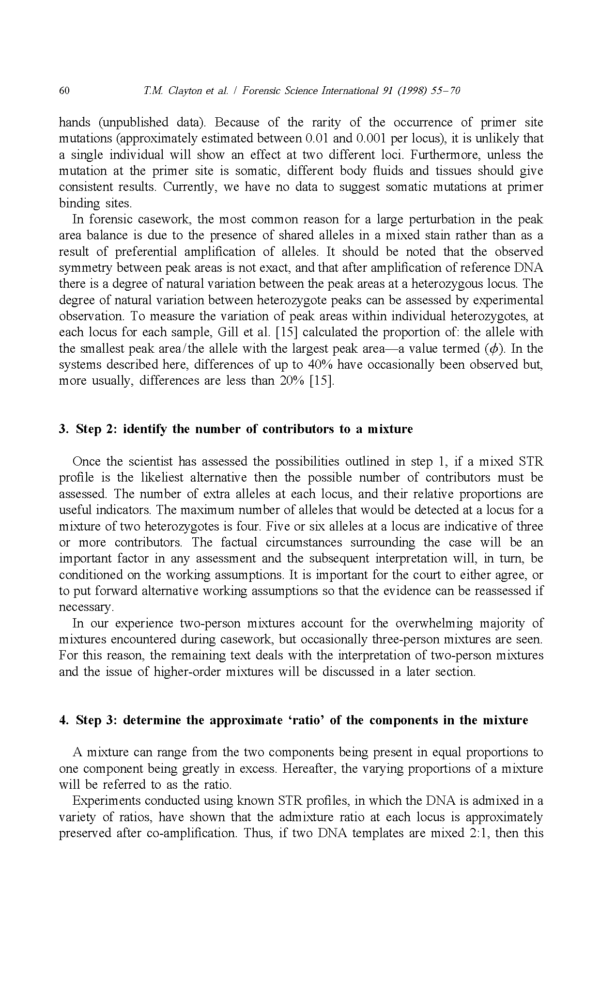 60 T.M. Clayton et al. / Forensic Science International 91 (1998) 55–70
hands (unpublished data). Because of the rarity of the occurrence of primer site
mutations (approximately estimated between 0.01 and 0.001 per locus), it is unlikely that
a single individual will show an effect at two different loci. Furthermore, unless the
mutation at the primer site is somatic, different body fluids and tissues should give
consistent results. Currently, we have no data to suggest somatic mutations at primer
binding sites.
In forensic casework, the most common reason for a large perturbation in the peak
area balance is due to the presence of shared alleles in a mixed stain rather than as a
result of preferential amplification of alleles. It should be noted that the observed
symmetry between peak areas is not exact, and that after amplification of reference DNA
there is a degree of natural variation between the peak areas at a heterozygous locus. The
degree of natural variation between heterozygote peaks can be assessed by experimental
observation. To measure the variation of peak areas within individual heterozygotes, at
each locus for each sample, Gill et al. [15] calculated the proportion of: the allele with
the smallest peak area/the allele with the largest peak area—a value termed (ϕ). In the
systems described here, differences of up to 40% have occasionally been observed but,
more usually, differences are less than 20% [15].
3. Step 2: identify the number of contributors to a mixture
Once the scientist has assessed the possibilities outlined in step 1, if a mixed STR
profile is the likeliest alternative then the possible number of contributors must be
assessed. The number of extra alleles at each locus, and their relative proportions are
useful indicators. The maximum number of alleles that would be detected at a locus for a
mixture of two heterozygotes is four. Five or six alleles at a locus are indicative of three
or more contributors. The factual circumstances surrounding the case will be an
important factor in any assessment and the subsequent interpretation will, in turn, be
conditioned on the working assumptions. It is important for the court to either agree, or
to put forward alternative working assumptions so that the evidence can be reassessed if
necessary.
In our experience two-person mixtures account for the overwhelming majority of
mixtures encountered during casework, but occasionally three-person mixtures are seen.
For this reason, the remaining text deals with the interpretation of two-person mixtures
and the issue of higher-order mixtures will be discussed in a later section.
4. Step 3: determine the approximate ‘ratio’ of the components in the mixture
A mixture can range from the two components being present in equal proportions to
one component being greatly in excess. Hereafter, the varying proportions of a mixture
will be referred to as the ratio.
Experiments conducted using known STR profiles, in which the DNA is admixed in a
variety of ratios, have shown that the admixture ratio at each locus is approximately
preserved after co-amplification. Thus, if two DNA templates are mixed 2:1, then this